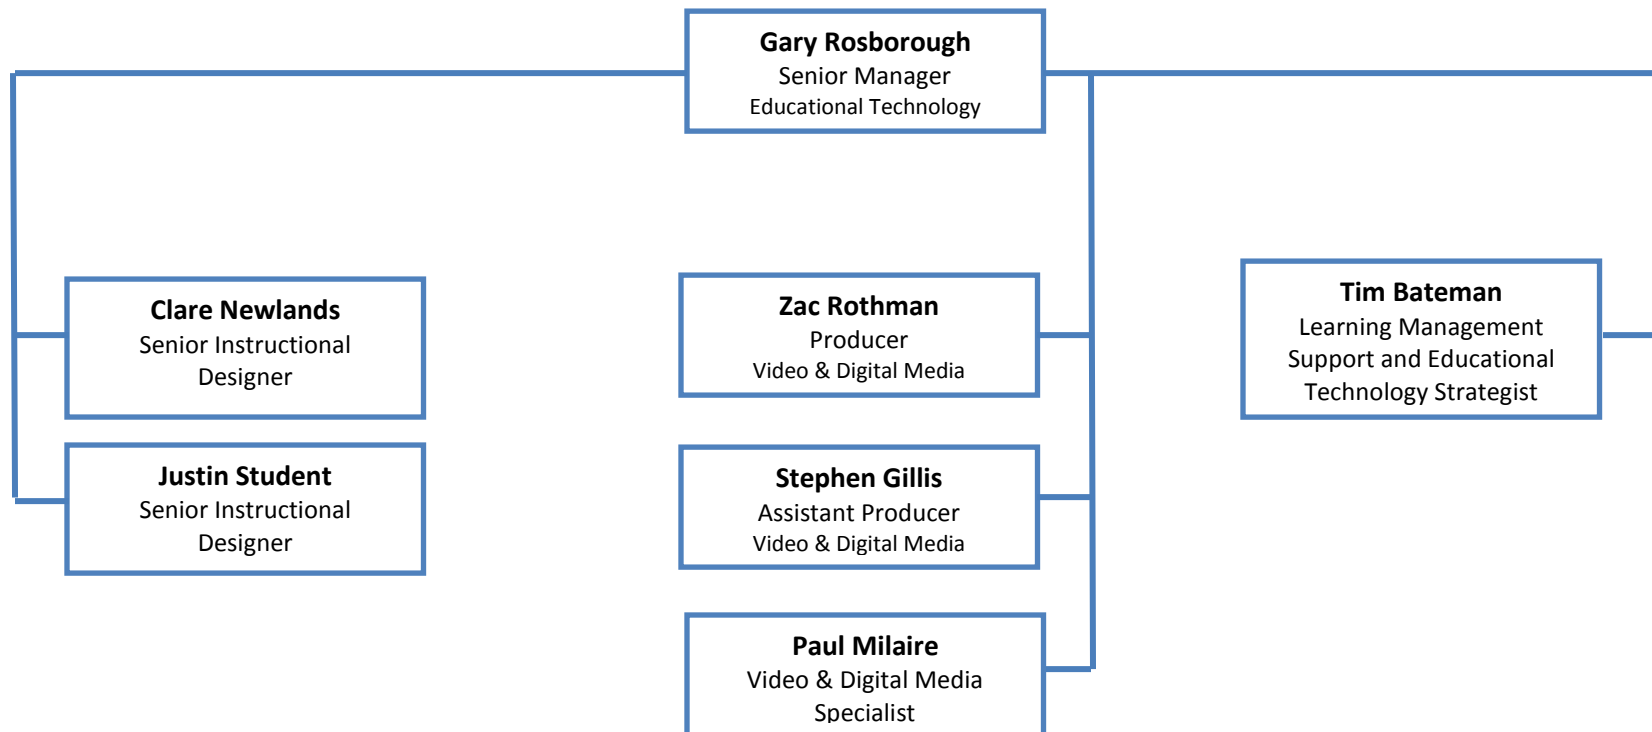 Gary Rosborough
Senior Manager
Educational Technology
Clare Newlands
Senior Instructional
Designer
Justin Student
Senior Instructional
Designer
Zac Rothman
Producer
Video & Digital Media
Stephen Gillis
Assistant Producer
Video & Digital Media
Paul Milaire
Video & Digital Media
Specialist
Tim Bateman
Learning Management
Support and Educational
Technology Strategist